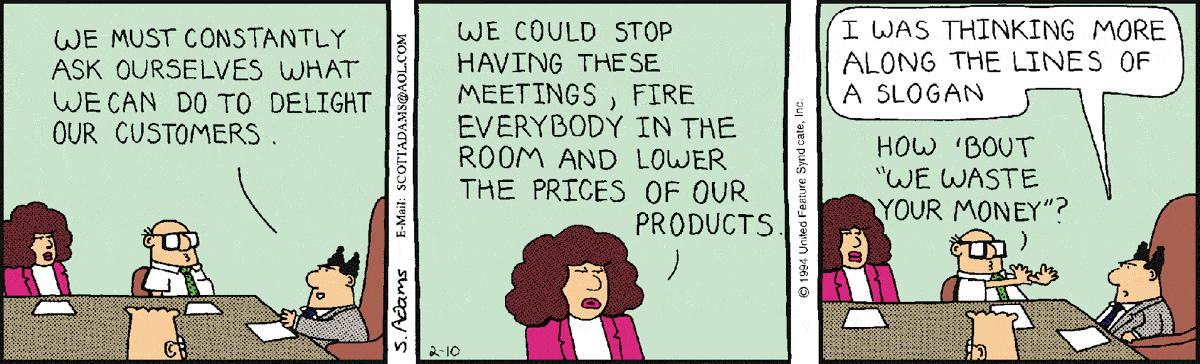 WE MUST CONSTANTLY
ASK OURSELVES WHAT
WE CAN DO TO DELIGHT
OUR CUSTOMERS.
S. Adams E-Mail: SCOTTADAMS@AOL.COM
WE COULD STOP
HAVING THESE
MEETINGS, FIRE
EVERYBODY IN THE
ROOM AND LOWER
THE PRICES OF OUR
PRODUCTS.
2-10
© 1994 United Feature Syndicate, Inc.
I WAS THINKING MORE
ALONG THE LINES OF
A SLOGAN
HOW 'BOUT
"WE WASTE
YOUR MONEY"?